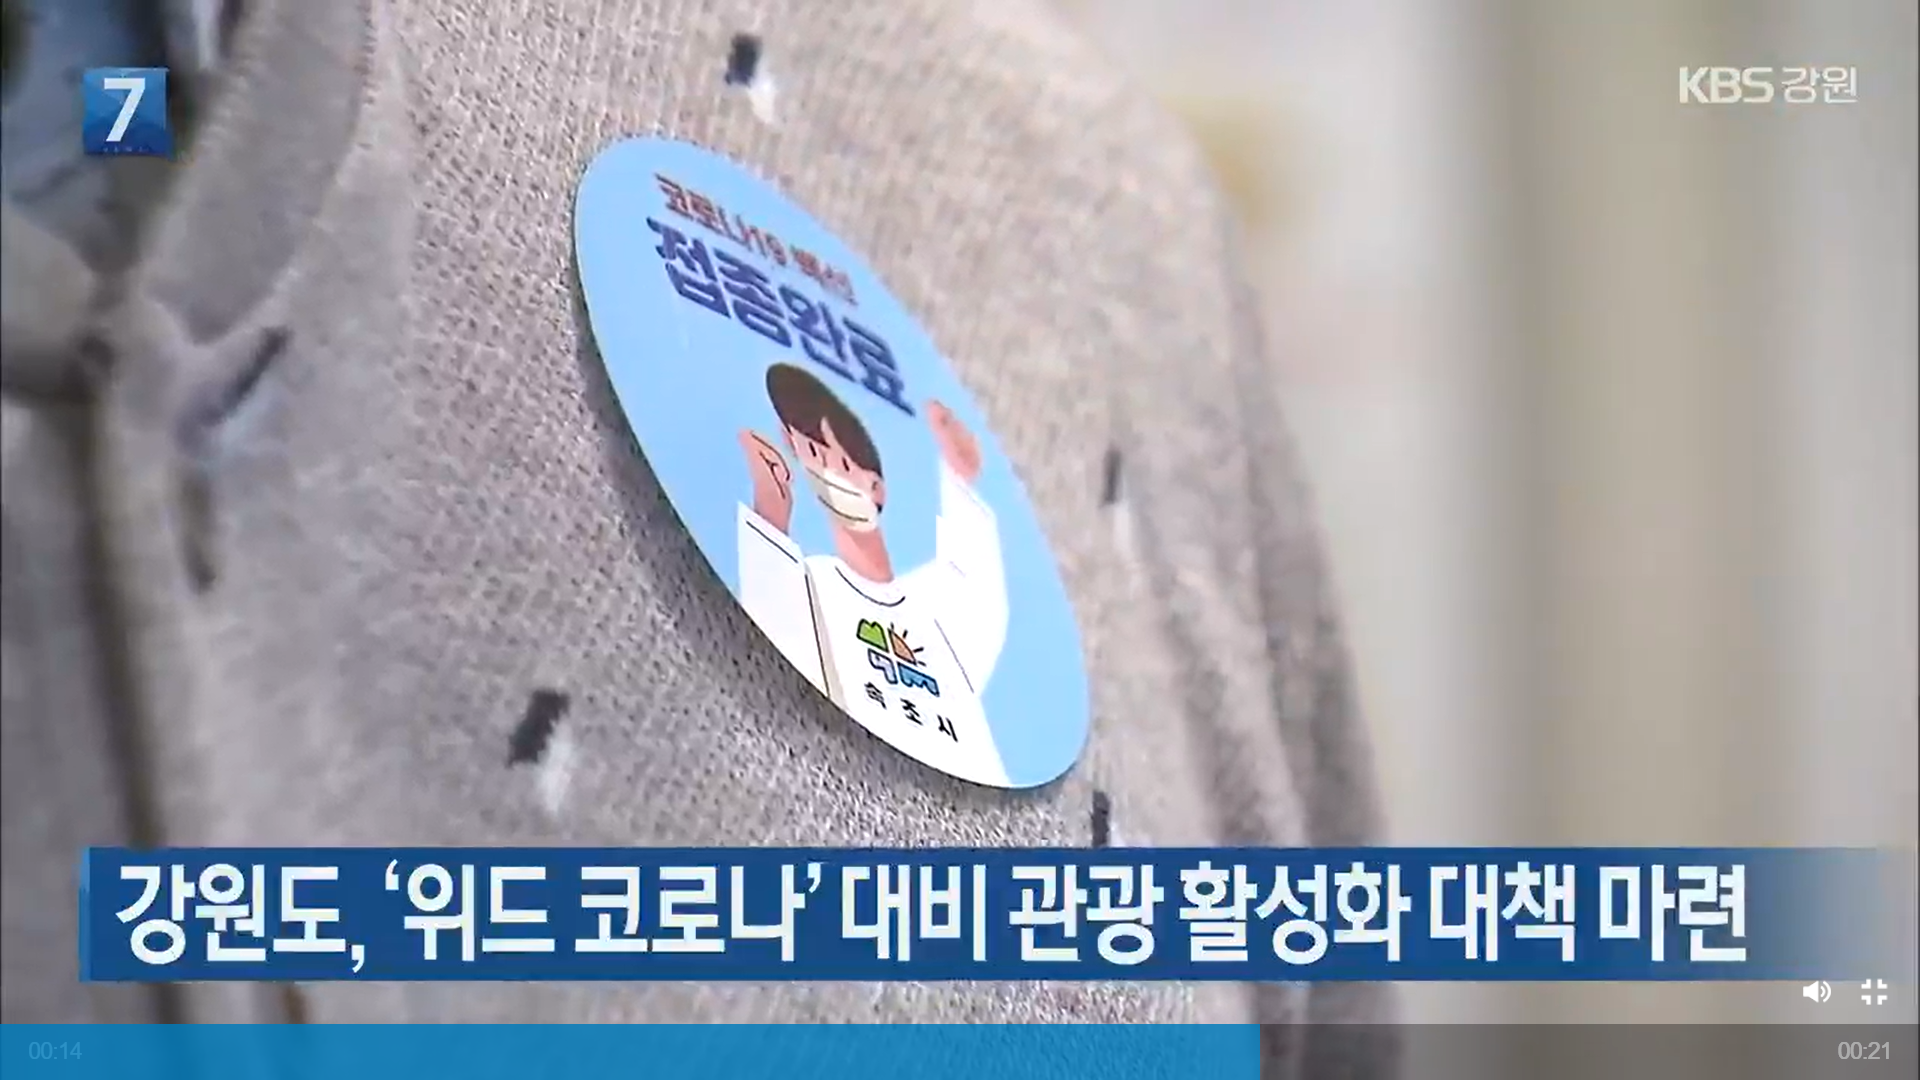 7
KBS 강원
코로나19 백신
접종완료
속초시
강원도, ‘위드 코로나’ 대비 관광 활성화 대책 마련
00:14
00:21